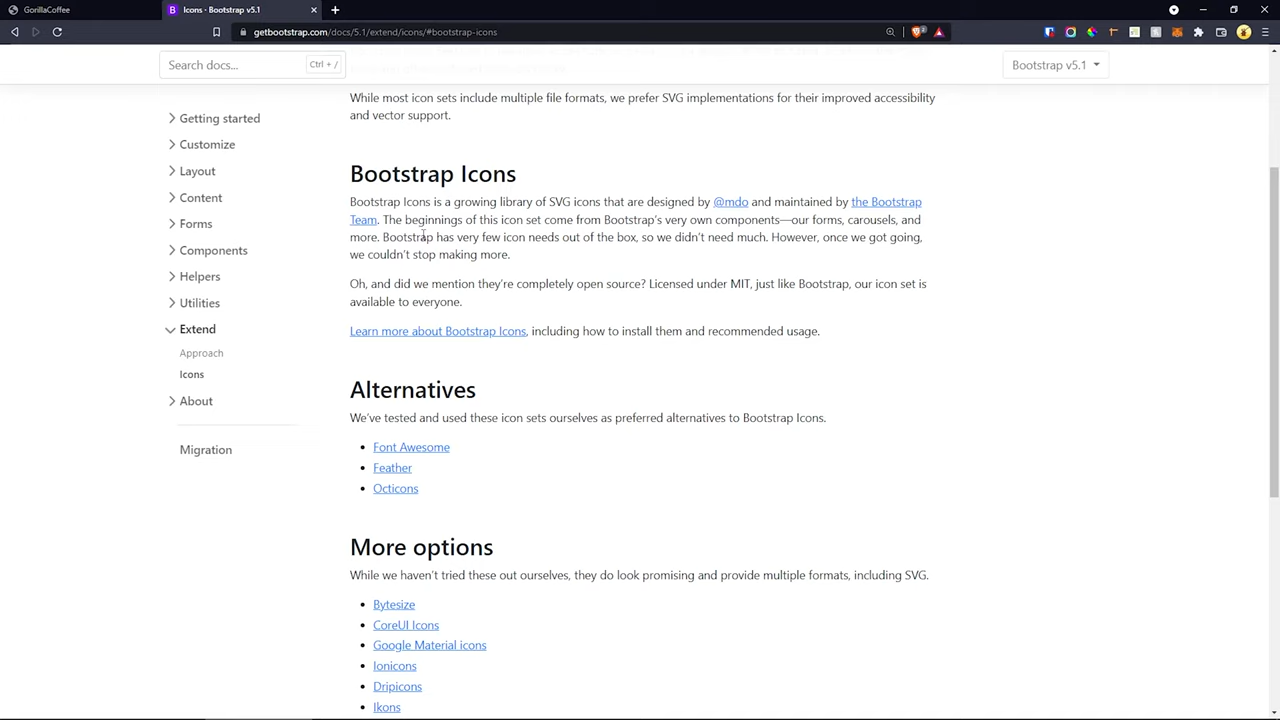 GorillaCoffee
Icons · Bootstrap v5.1
getbootstrap.com/docs/5.1/extend/icons/#bootstrap-icons
Search docs...
Ctrl + /
Bootstrap v5.1
Getting started
Customize
Layout
Content
Forms
Components
Helpers
Utilities
Extend
Approach
Icons
About
Migration
While most icon sets include multiple file formats, we prefer SVG implementations for their improved accessibility
and vector support.
Bootstrap Icons
Bootstrap Icons is a growing library of SVG icons that are designed by @mdo and maintained by the Bootstrap
Team. The beginnings of this icon set come from Bootstrap's very own components—our forms, carousels, and
more. Bootstrap has very few icon needs out of the box, so we didn't need much. However, once we got going,
we couldn't stop making more.
Oh, and did we mention they're completely open source? Licensed under MIT, just like Bootstrap, our icon set is
available to everyone.
Learn more about Bootstrap Icons, including how to install them and recommended usage.
Alternatives
We've tested and used these icon sets ourselves as preferred alternatives to Bootstrap Icons.
Font Awesome
Feather
Octicons
More options
While we haven't tried these out ourselves, they do look promising and provide multiple formats, including SVG.
Bytesize
CoreUI Icons
Google Material icons
Ionicons
Dripicons
Ikons